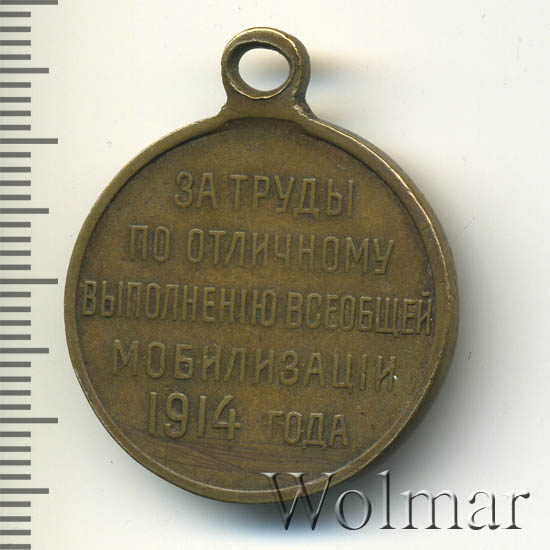 ЗА ТРУДЫ
ПО ОТЛИЧНОМУ
ВЫПОЛНЕНІЮ ВСЕОБЩЕЙ
МОБИЛИЗАЦІИ
1914 ГОДА
Wolmar